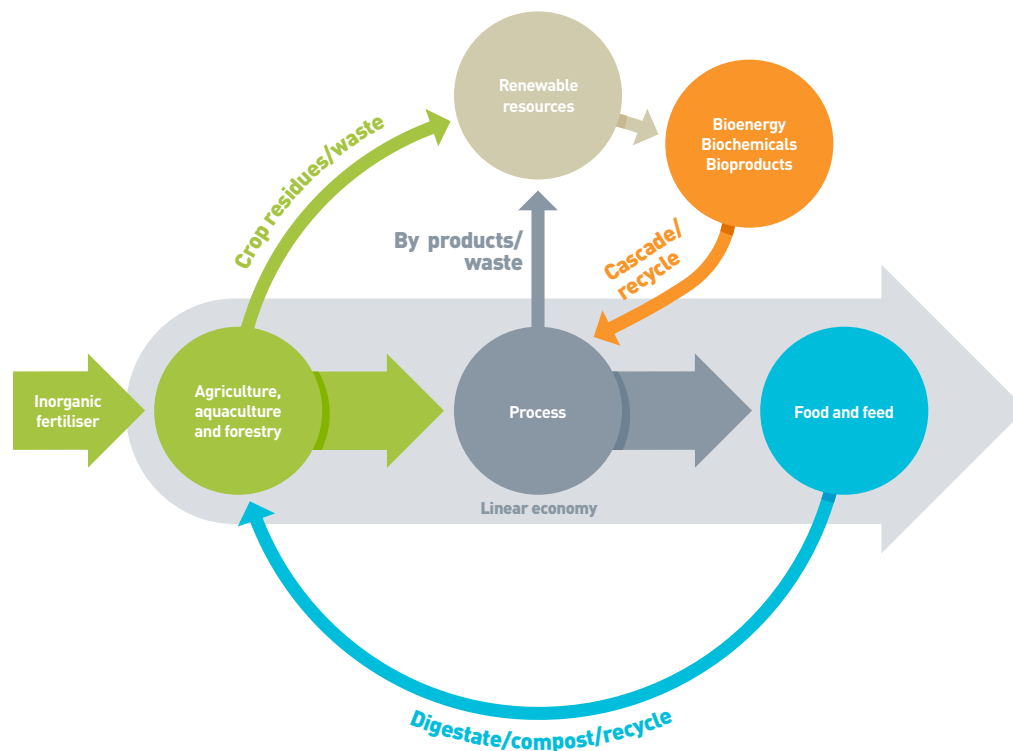 Renewable
resources
Bioenergy
Biochemicals
Bioproducts
Crop residues/waste
By products/
waste
Cascade/
recycle
Inorganic
fertiliser
Agriculture,
aquaculture
and forestry
Process
Food and feed
Linear economy
Digestate/compost/recycle